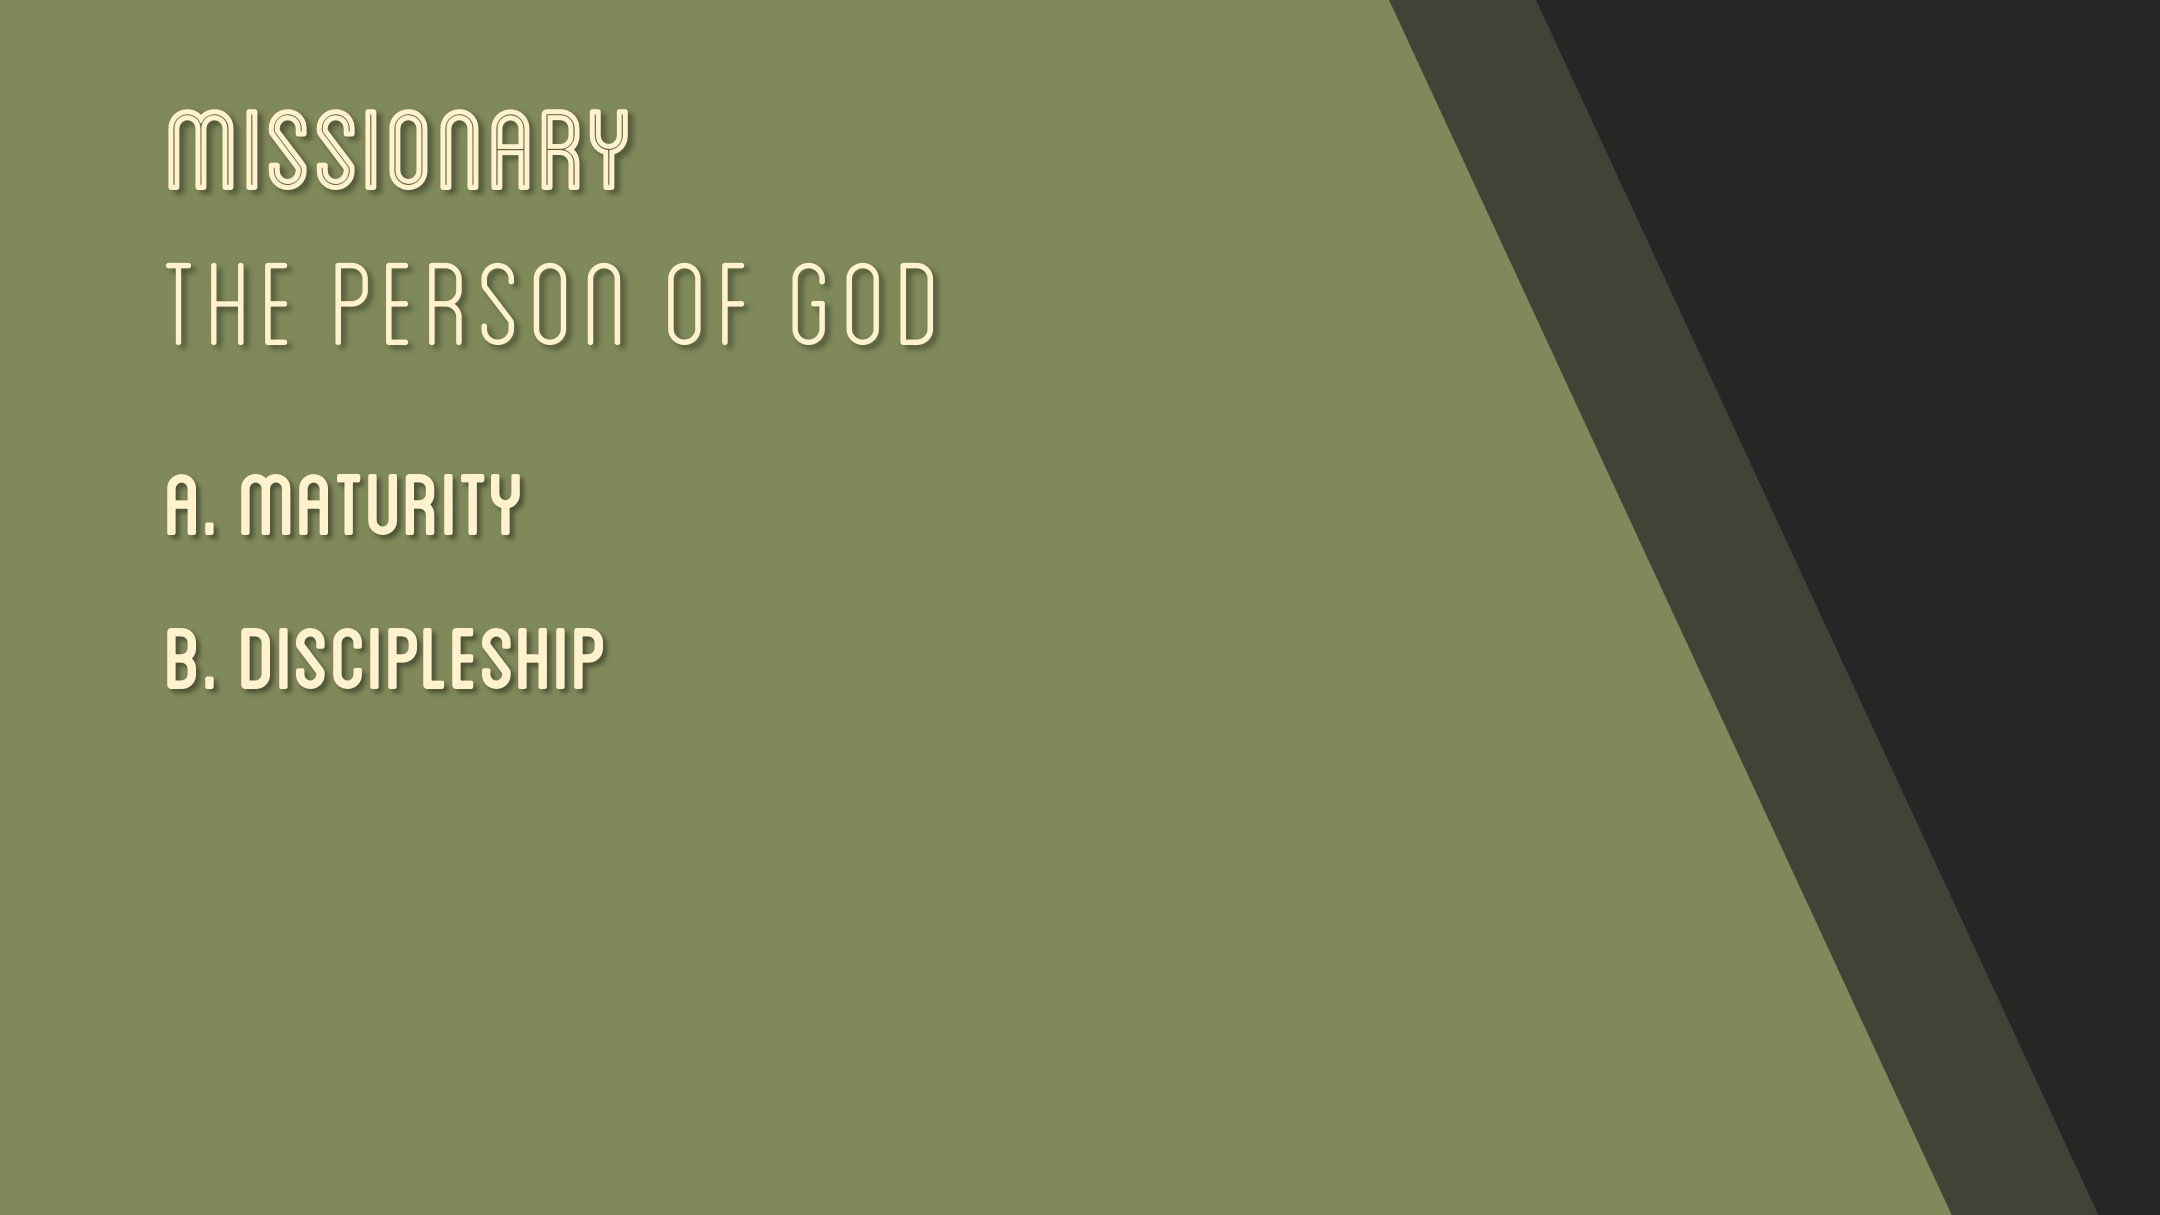 MISSIONARY
THE PERSON OF GOD
A. MATURITY
B. DISCIPLESHIP